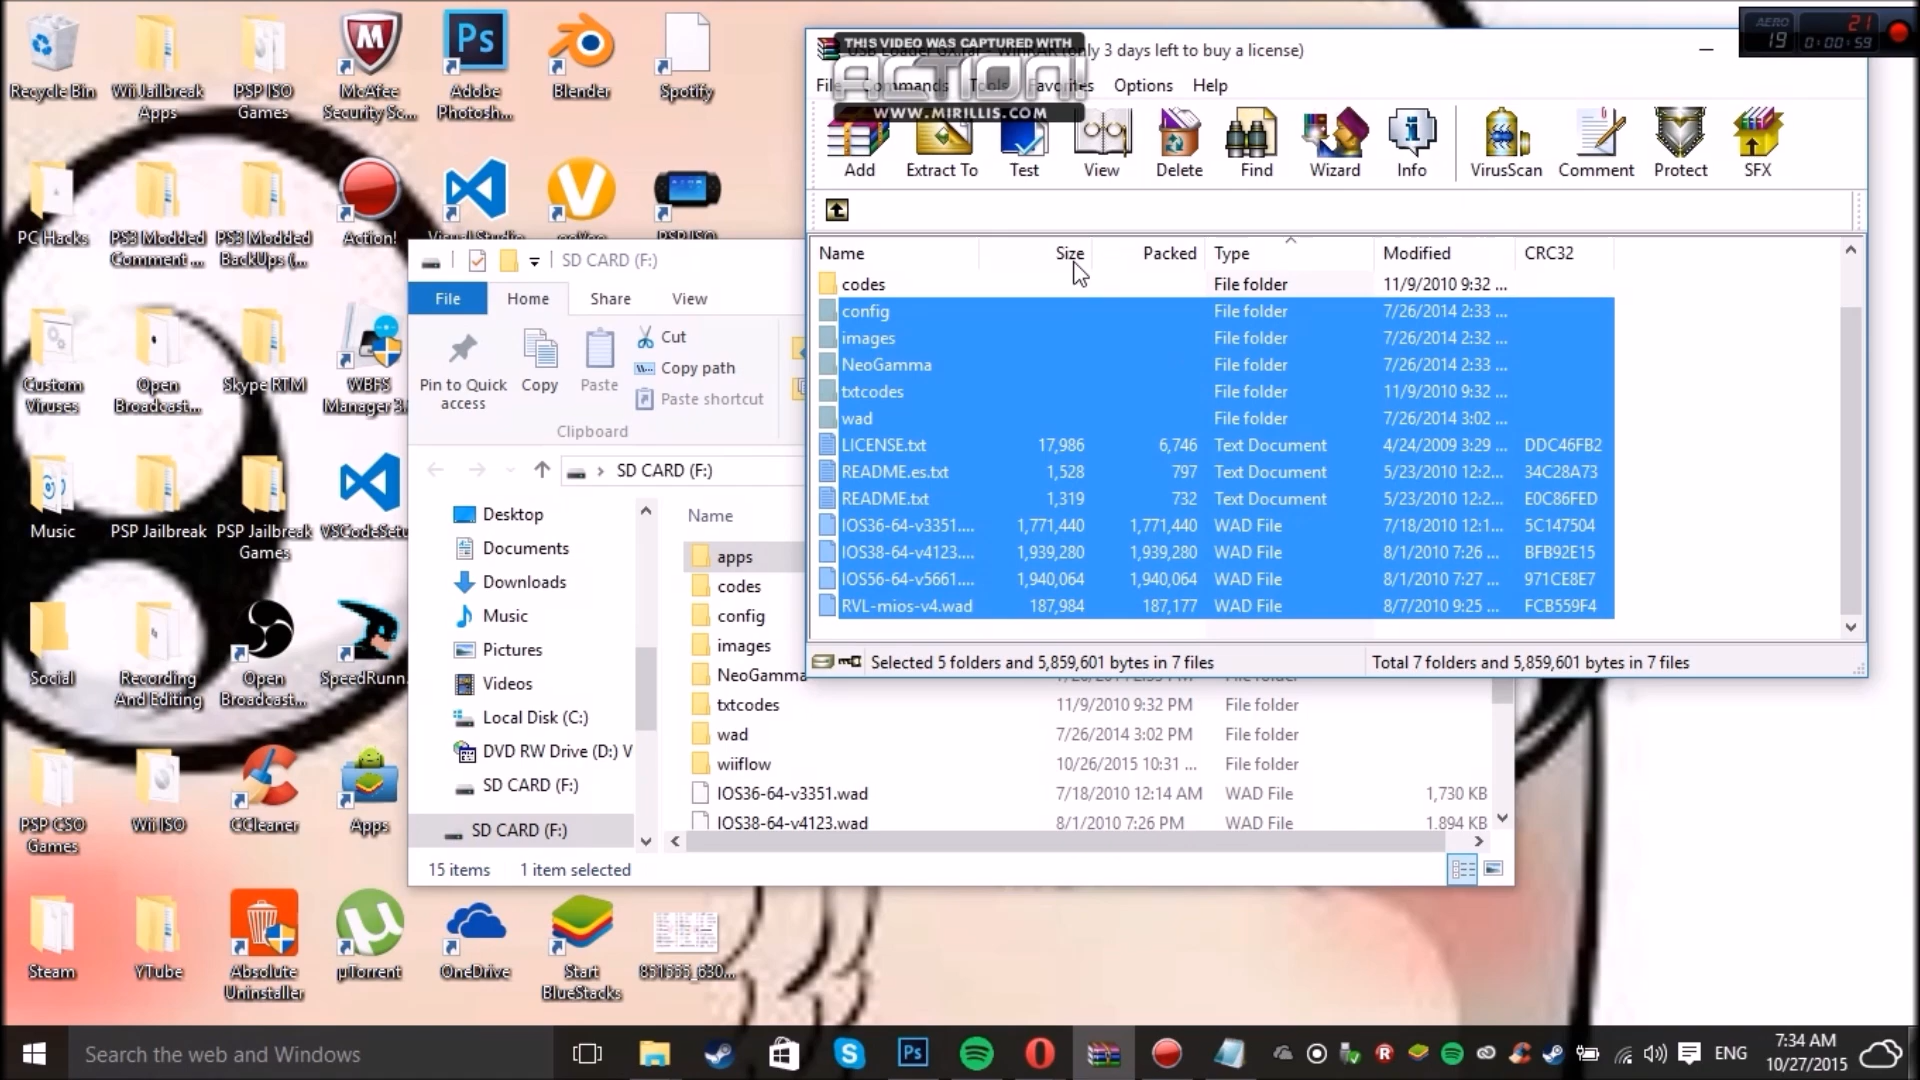 Recycle Bin
Wii Jailbreak Apps
PSP ISO Games
McAfee Security Sc...
Adobe Photosh...
Blender
Spotify
PC Hacks
PS3 Modded Comment ...
PS3 Modded BackUps (...
Action!
Visual Studio
ooVoo
PSP ISO
Custom Viruses
Open Broadcast...
Skype RTM
WBFS Manager 3.
Music
PSP Jailbreak
PSP Jailbreak Games
VSCodeSetu
Social
Recording And Editing
Open Broadcast...
SpeedRunn.
PSP CSO Games
Wii ISO
CCleaner
Apps
Steam
YTube
Absolute Uninstaller
µTorrent
OneDrive
Start BlueStacks
THIS VIDEO WAS CAPTURED WITH
ACTION!
WWW.MIRILLIS.COM
only 3 days left to buy a license)
AERO
19
21
0:00:59
File Commands Tools Favorites Options Help
Add
Extract To
Test
View
Delete
Find
Wizard
Info
VirusScan
Comment
Protect
SFX
Name Size Packed Type Modified CRC32
codes File folder 11/9/2010 9:32 ...
config File folder 7/26/2014 2:33 ...
images File folder 7/26/2014 2:32 ...
NeoGamma File folder 7/26/2014 2:33 ...
txtcodes File folder 11/9/2010 9:32 ...
wad File folder 7/26/2014 3:02 ...
LICENSE.txt 17,986 6,746 Text Document 4/24/2009 3:29 ... DDC46FB2
README.es.txt 1,528 797 Text Document 5/23/2010 12:2... 34C28A73
README.txt 1,319 732 Text Document 5/23/2010 12:2... E0C86FED
IOS36-64-v3351.... 1,771,440 1,771,440 WAD File 7/18/2010 12:1... 5C147504
IOS38-64-v4123.... 1,939,280 1,939,280 WAD File 8/1/2010 7:26 ... BFB92E15
IOS56-64-v5661.... 1,940,064 1,940,064 WAD File 8/1/2010 7:27 ... 971CE8E7
RVL-mios-v4.wad 187,984 187,177 WAD File 8/7/2010 9:25 ... FCB559F4
Selected 5 folders and 5,859,601 bytes in 7 files
Total 7 folders and 5,859,601 bytes in 7 files
SD CARD (F:)
File Home Share View
Pin to Quick access
Copy
Paste
Cut
Copy path
Paste shortcut
Clipboard
SD CARD (F:)
Desktop
Documents
Downloads
Music
Pictures
Videos
Local Disk (C:)
DVD RW Drive (D:) V
SD CARD (F:)
SD CARD (F:)
Name
apps
codes
config
images
NeoGamma
txtcodes 11/9/2010 9:32 PM File folder
wad 7/26/2014 3:02 PM File folder
wiiflow 10/26/2015 10:31 ... File folder
IOS36-64-v3351.wad 7/18/2010 12:14 AM WAD File 1,730 KB
IOS38-64-v4123.wad 8/1/2010 7:26 PM WAD File 1,894 KB
15 items 1 item selected
Search the web and Windows
ENG
7:34 AM
10/27/2015